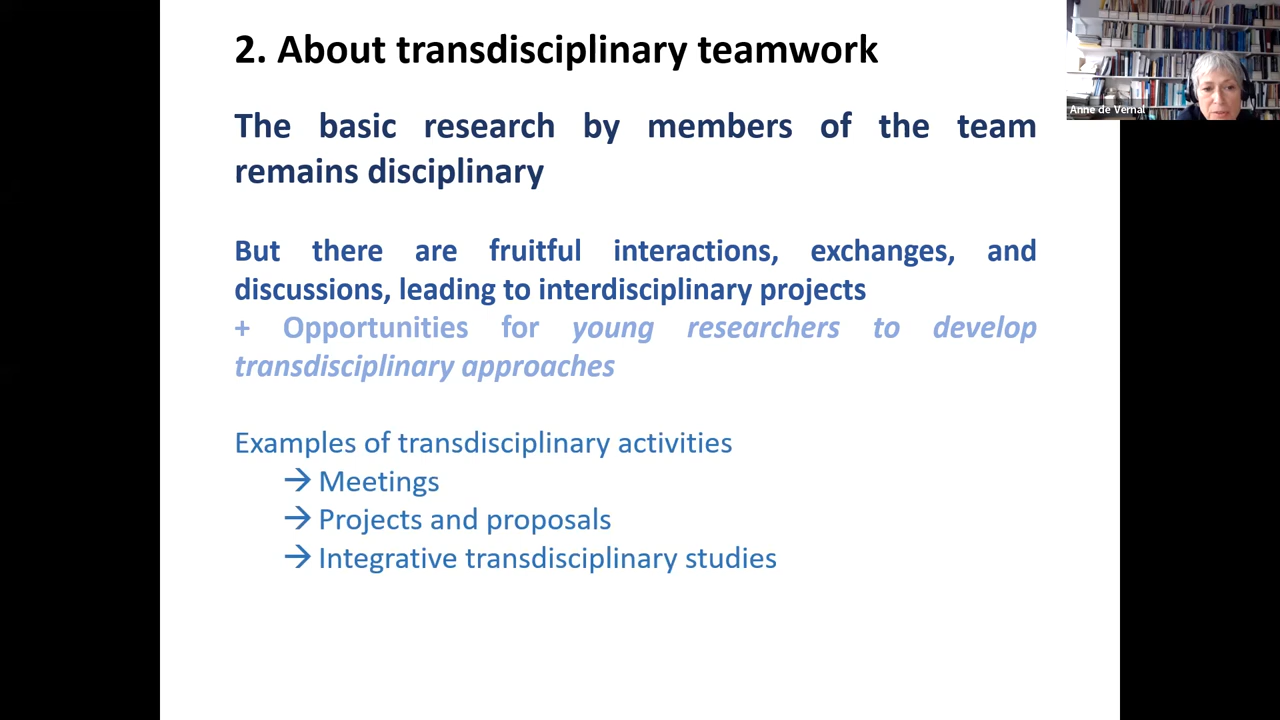 2. About transdisciplinary teamwork
Anne de Vernal
The basic research by members of the team
remains disciplinary
But there are fruitful interactions, exchanges, and
discussions, leading to interdisciplinary projects
+ Opportunities for young researchers to develop
transdisciplinary approaches
Examples of transdisciplinary activities
→ Meetings
→ Projects and proposals
→ Integrative transdisciplinary studies